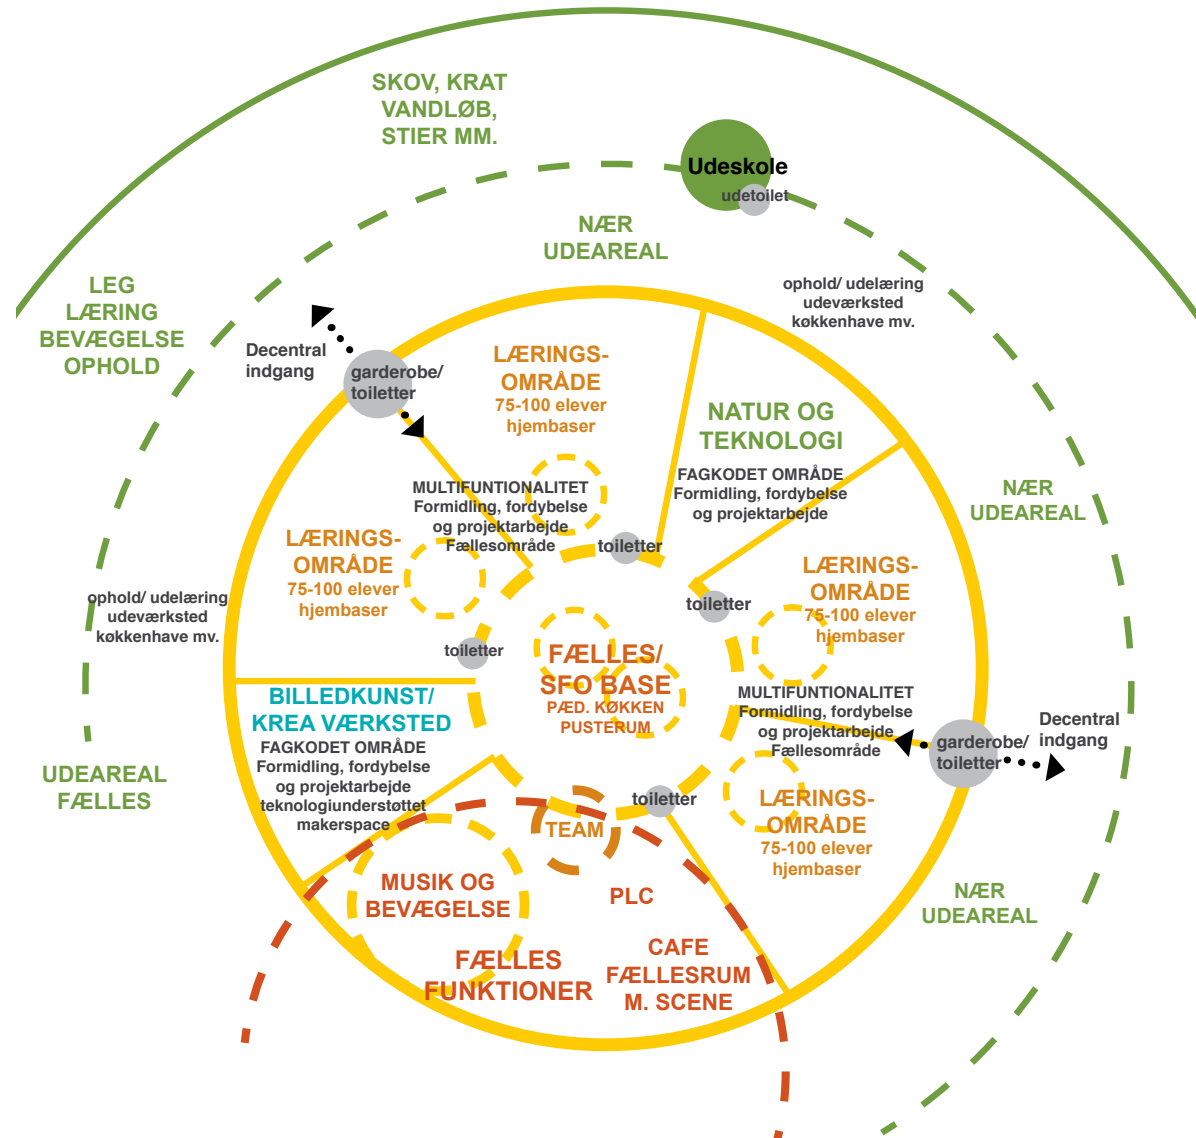 SKOV, KRAT
VANDLØB,
STIER MM.
Udeskole
udetoilet
NÆR
UDEAREAL
LEG
LÆRING
BEVÆGELSE
OPHOLD
ophold/ udelæring
udeværksted
køkkenhave mv.
Decentral
indgang
garderobe/
toiletter
LÆRINGS-
OMRÅDE
75-100 elever
hjembaser
NATUR OG
TEKNOLOGI
FAGKODET OMRÅDE
Formidling, fordybelse
og projektarbejde
MULTIFUNTIONALITET
Formidling, fordybelse
og projektarbejde
Fællesområde
NÆR
UDEAREAL
LÆRINGS-
OMRÅDE
75-100 elever
hjembaser
toiletter
LÆRINGS-
OMRÅDE
75-100 elever
hjembaser
ophold/ udelæring
udeværksted
køkkenhave mv.
toiletter
toiletter
FÆLLES/
SFO BASE
PÆD. KØKKEN
PUSTERUM
BILLEDKUNST/
KREA VÆRKSTED
FAGKODET OMRÅDE
Formidling, fordybelse
og projektarbejde
teknologiunderstøttet
makerspace
MULTIFUNTIONALITET
Formidling, fordybelse
og projektarbejde
Fællesområde
garderobe/
toiletter
Decentral
indgang
UDEAREAL
FÆLLES
toiletter
LÆRINGS-
OMRÅDE
75-100 elever
hjembaser
TEAM
MUSIK OG
BEVÆGELSE
PLC
NÆR
UDEAREAL
FÆLLES
FUNKTIONER
CAFE
FÆLLESRUM
M. SCENE